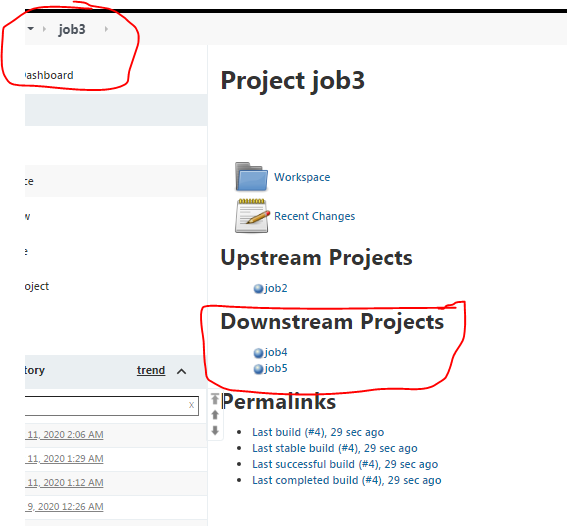 job3
Dashboard
Project job3
Workspace
Recent Changes
Upstream Projects
job2
Downstream Projects
job4
job5
Permalinks
Last build (#4), 29 sec ago
Last stable build (#4), 29 sec ago
Last successful build (#4), 29 sec ago
Last completed build (#4), 29 sec ago
ce
w
e
oject
tory trend
x
11, 2020 2:06 AM
11, 2020 1:29 AM
11, 2020 1:12 AM
9, 2020 12:26 AM